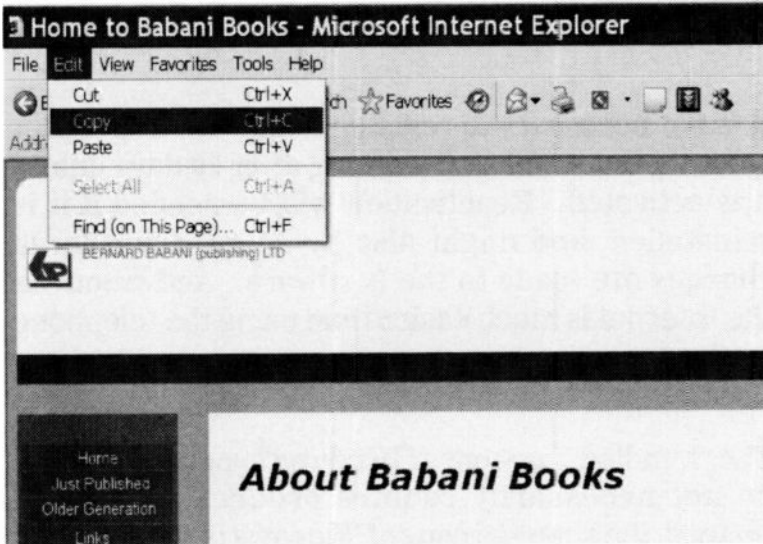 Home to Babani Books - Microsoft Internet Explorer
File Edit View Favorites Tools Help
Cut Ctrl+X
Favorites
Copy Ctrl+C
Paste Ctrl+V
Select All Ctrl+A
Find (on This Page)... Ctrl+F
BERNARD BABANI (publishing) LTD
Home
Just Published
Older Generation
Links
About Babani Books